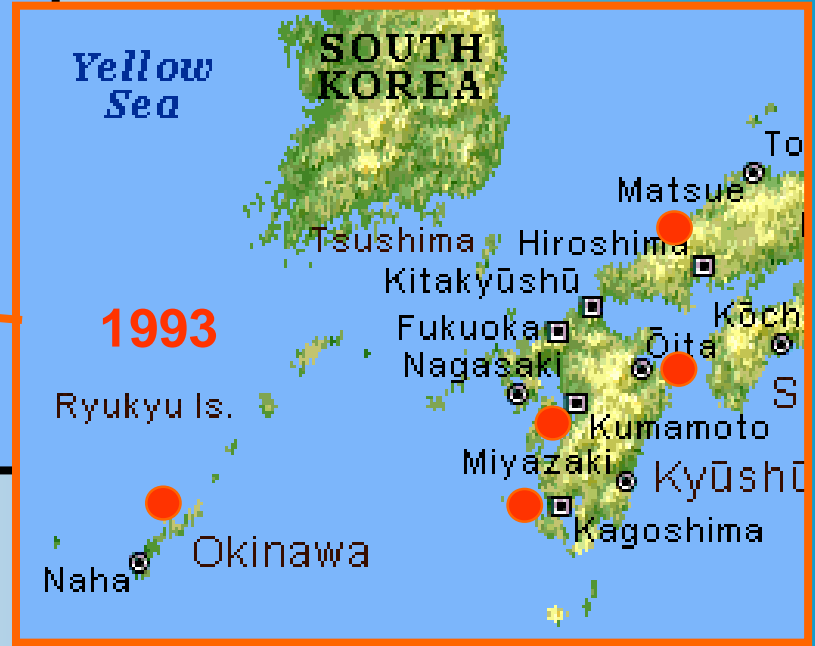 Yellow
Sea
SOUTH
KOREA
To
Matsue
Tsushima
Hiroshima
Kitakyūshū
1993
Fukuoka
Kōch
Ōita
Nagasaki
S
Ryukyu Is.
Kumamoto
Miyazaki
Kyūshū
Kagoshima
Okinawa
Naha